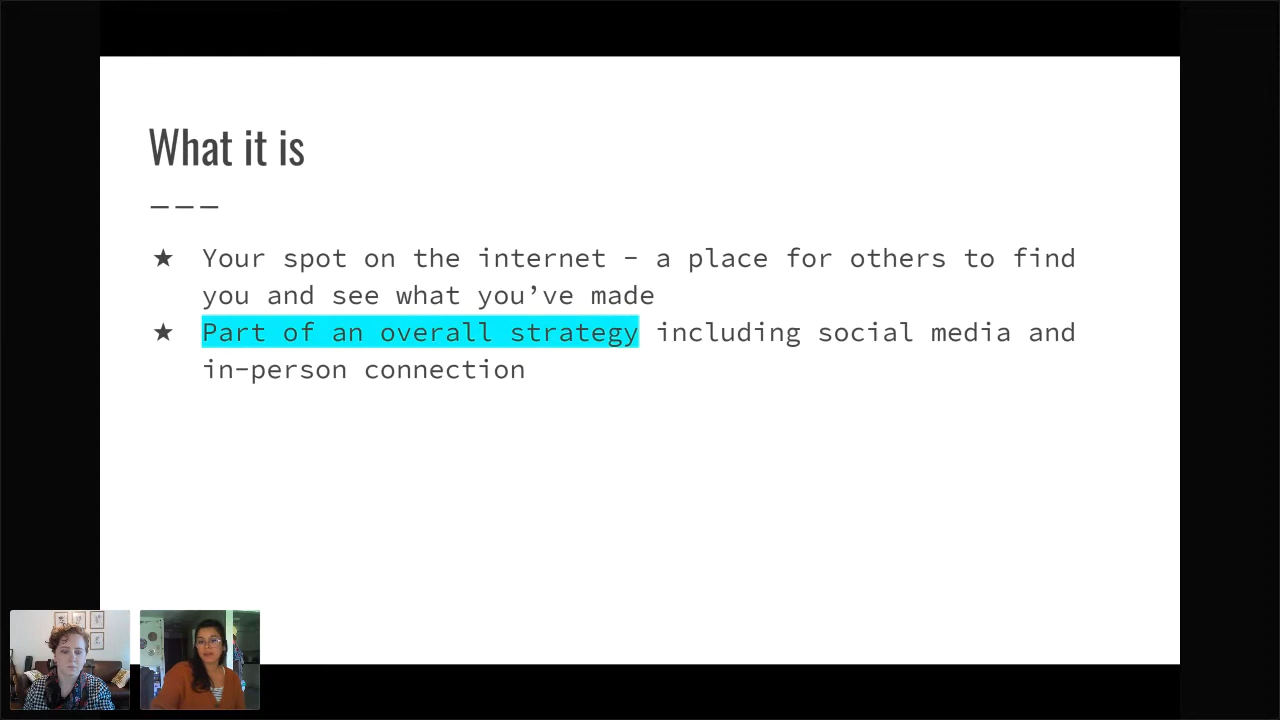 What it is
———
★ Your spot on the internet – a place for others to find
you and see what you’ve made
★ Part of an overall strategy including social media and
in-person connection